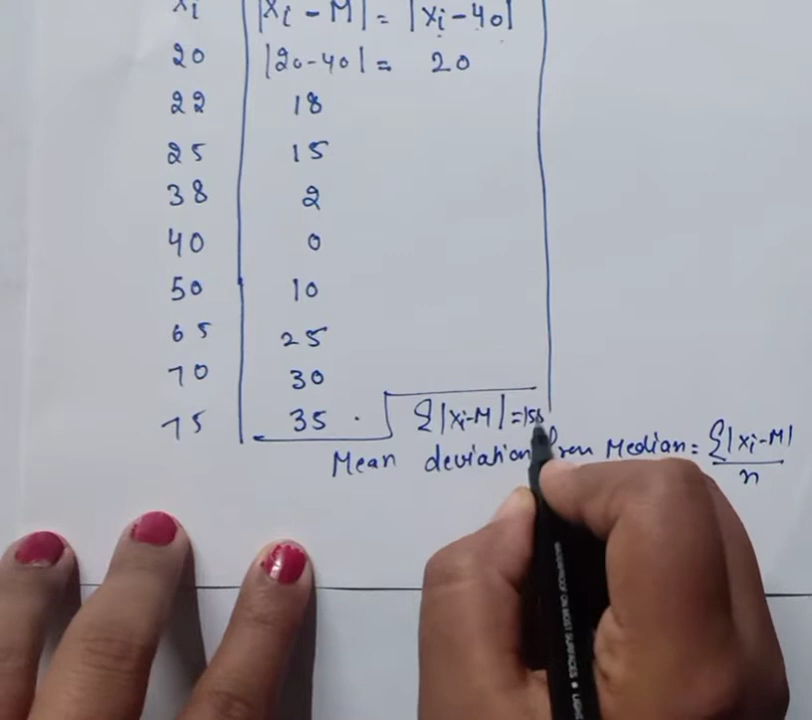 xi |xi - M| = |xi - 40|
20 |20-40| = 20
22 18
25 15
38 2
40 0
50 10
65 25
70 30
75 35 . Σ|xi-M| = 155
Mean deviation from Median = Σ|xi-M|
n